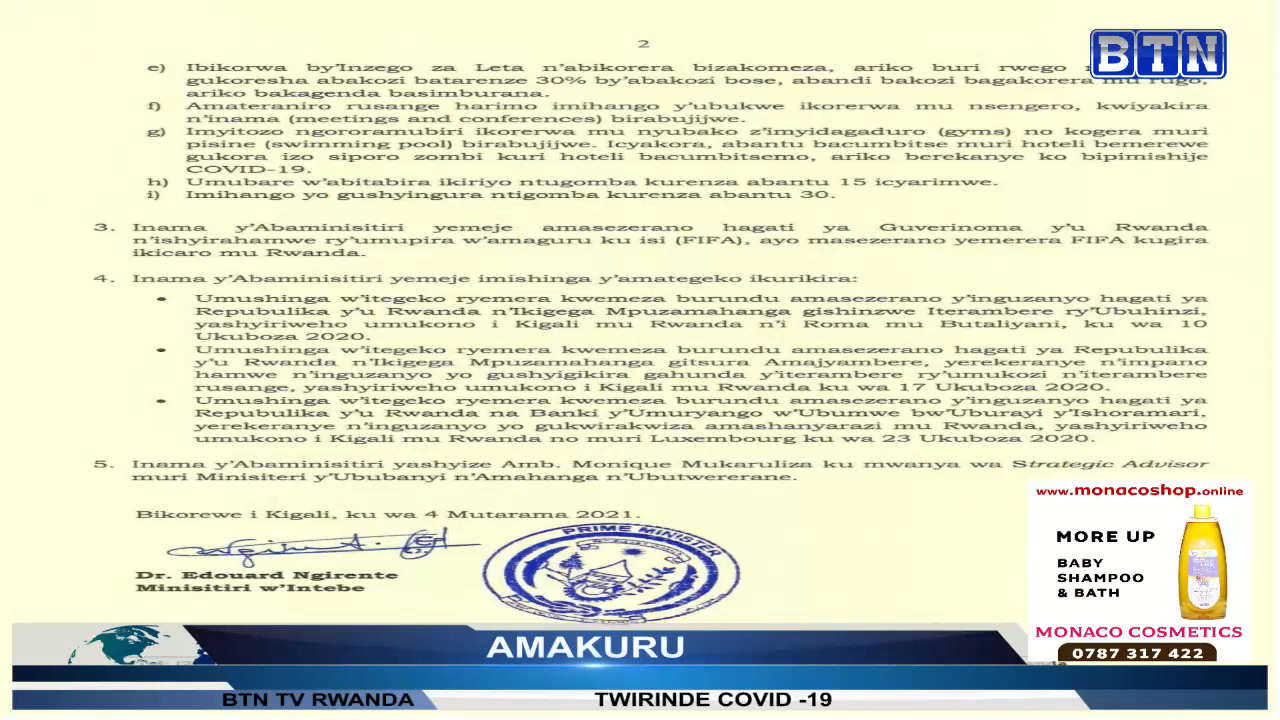 2
BTN
e) Ibikorwa by'Inzego za Leta n'abikorera bizakomeza, ariko buri rwego
gukoresha abakozi batarenze 30% by'abakozi bose, abandi bakozi bagakorera mu rugo,
ariko bakagenda basimburana.
f) Amateraniro rusange harimo imihango y'ubukwe ikorerwa mu nsengero, kwiyakira
n'inama (meetings and conferences) birabujijwe.
g) Imyitozo ngororamubiri ikorerwa mu nyubako z'imyidagaduro (gyms) no kogera muri
pisine (swimming pool) birabujijwe. Icyakora, abantu bacumbitse muri hoteli bemerewe
gukora izo siporo zombi kuri hoteli bacumbitsemo, ariko berekanye ko bipimishije
COVID-19.
h) Umubare w'abitabira ikiriyo ntugomba kurenza abantu 15 icyarimwe.
i) Imihango yo gushyingura ntigomba kurenza abantu 30.
3. Inama y'Abaminisitiri yemeje amasezerano hagati ya Guverinoma y'u Rwanda
n'ishyirahamwe ry'umupira w'amaguru ku isi (FIFA), ayo masezerano yemerera FIFA kugira
ikicaro mu Rwanda.
4. Inama y'Abaminisitiri yemeje imishinga y'amategeko ikurikira:
• Umushinga w'itegeko ryemera kwemeza burundu amasezerano y'inguzanyo hagati ya
Repubulika y'u Rwanda n'Ikigega Mpuzamahanga gishinzwe Iterambere ry'Ubuhinzi,
yashyiriweho umukono i Kigali mu Rwanda n'i Roma mu Butaliyani, ku wa 10
Ukuboza 2020.
• Umushinga w'itegeko ryemera kwemeza burundu amasezerano hagati ya Repubulika
y'u Rwanda n'Ikigega Mpuzamahanga gitsura Amajyambere, yerekeranye n'impano
hamwe n'inguzanyo yo gushyigikira gahunda y'iterambere ry'umukozi n'iterambere
rusange, yashyiriweho umukono i Kigali mu Rwanda ku wa 17 Ukuboza 2020.
• Umushinga w'itegeko ryemera kwemeza burundu amasezerano y'inguzanyo hagati ya
Repubulika y'u Rwanda na Banki y'Umuryango w'Ubumwe bw'Uburayi y'Ishoramari,
yerekeranye n'inguzanyo yo gukwirakwiza amashanyarazi mu Rwanda, yashyiriweho
umukono i Kigali mu Rwanda no muri Luxembourg ku wa 23 Ukuboza 2020.
5. Inama y'Abaminisitiri yashyize Amb. Monique Mukaruliza ku mwanya wa Strategic Advisor
muri Minisiteri y'Ububanyi n'Amahanga n'Ubutwererane.
Bikorewe i Kigali, ku wa 4 Mutarama 2021.
PRIME MINISTER
Dr. Edouard Ngirente
Minisitiri w'Intebe
www.monacoshop.online
MORE UP
BABY
SHAMPOO
& BATH
MONACO COSMETICS
0787 317 422
AMAKURU
BTN TV RWANDA
TWIRINDE COVID -19